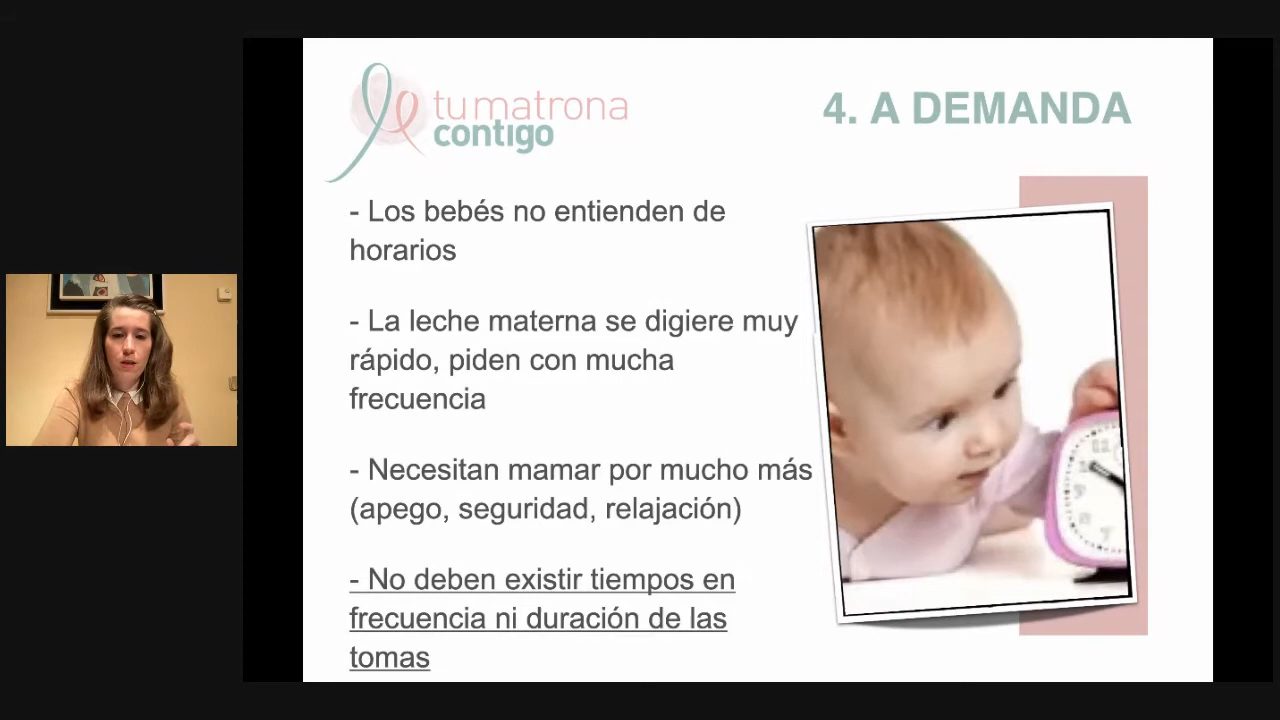 tumatrona
contigo
4. A DEMANDA
- Los bebés no entienden de
horarios
- La leche materna se digiere muy
rápido, piden con mucha
frecuencia
- Necesitan mamar por mucho más
(apego, seguridad, relajación)
- No deben existir tiempos en
frecuencia ni duración de las
tomas